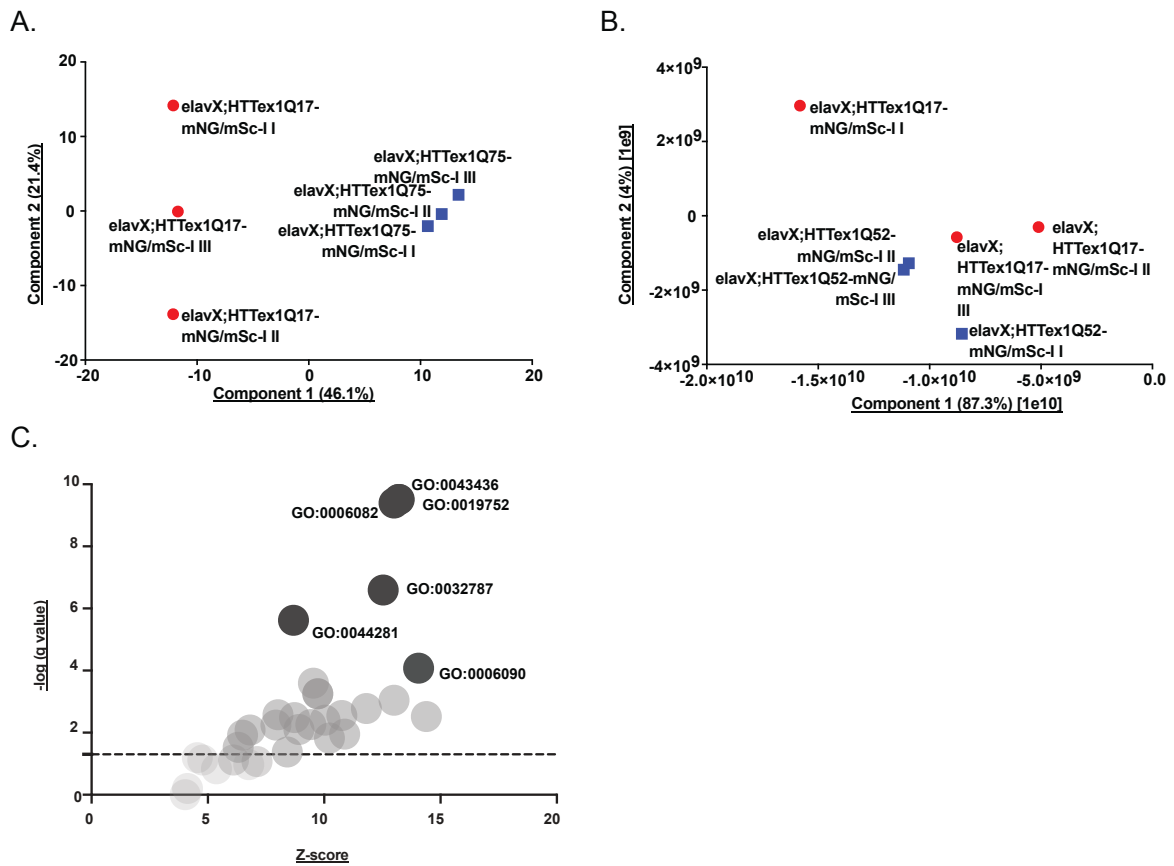 A.
20
10
0
-10
-20
-20
-10
0
10
20
Component 2 (21.4%)
Component 1 (46.1%)
elavX;HTTex1Q17-
mNG/mSc-I I
elavX;HTTex1Q75-
mNG/mSc-I III
elavX;HTTex1Q75-
mNG/mSc-I II
elavX;HTTex1Q75-
mNG/mSc-I I
elavX;HTTex1Q17-
mNG/mSc-I III
elavX;HTTex1Q17-
mNG/mSc-I II
B.
4×10⁹
2×10⁹
0
-2×10⁹
-4×10⁹
-2.0×10¹⁰
-1.5×10¹⁰
-1.0×10¹⁰
-5.0×10⁹
0.0
Component 2 (4%) [1e9]
Component 1 (87.3%) [1e10]
elavX;HTTex1Q17-
mNG/mSc-I I
elavX;HTTex1Q52-
mNG/mSc-I II
elavX;HTTex1Q52-mNG/
mSc-I III
elavX;
HTTex1Q17-
mNG/mSc-I
III
elavX;
HTTex1Q17-
mNG/mSc-I II
elavX;HTTex1Q52-
mNG/mSc-I I
C.
10
8
6
4
2
0
0
5
10
15
20
-log (q value)
Z-score
GO:0043436
GO:0019752
GO:0006082
GO:0032787
GO:0044281
GO:0006090